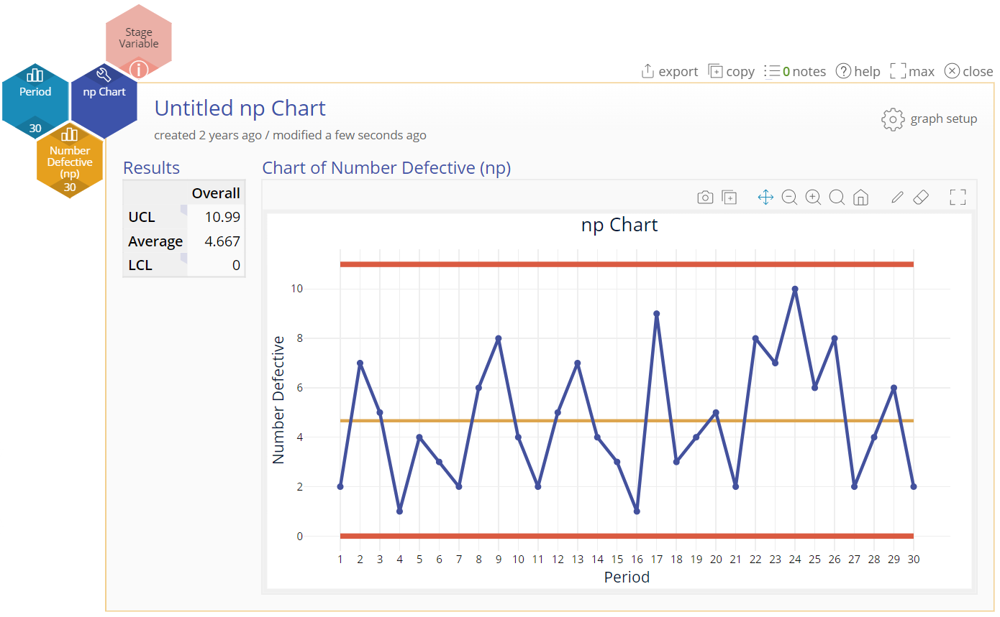 Stage
Variable
Period
30
np Chart
Number
Defective
(np)
30
export
copy
0 notes
help
max
close
Untitled np Chart
created 2 years ago / modified a few seconds ago
graph setup
Results
Overall
UCL 10.99
Average 4.667
LCL 0
Chart of Number Defective (np)
np Chart
Number Defective
10
8
6
4
2
0
1 2 3 4 5 6 7 8 9 10 11 12 13 14 15 16 17 18 19 20 21 22 23 24 25 26 27 28 29 30
Period